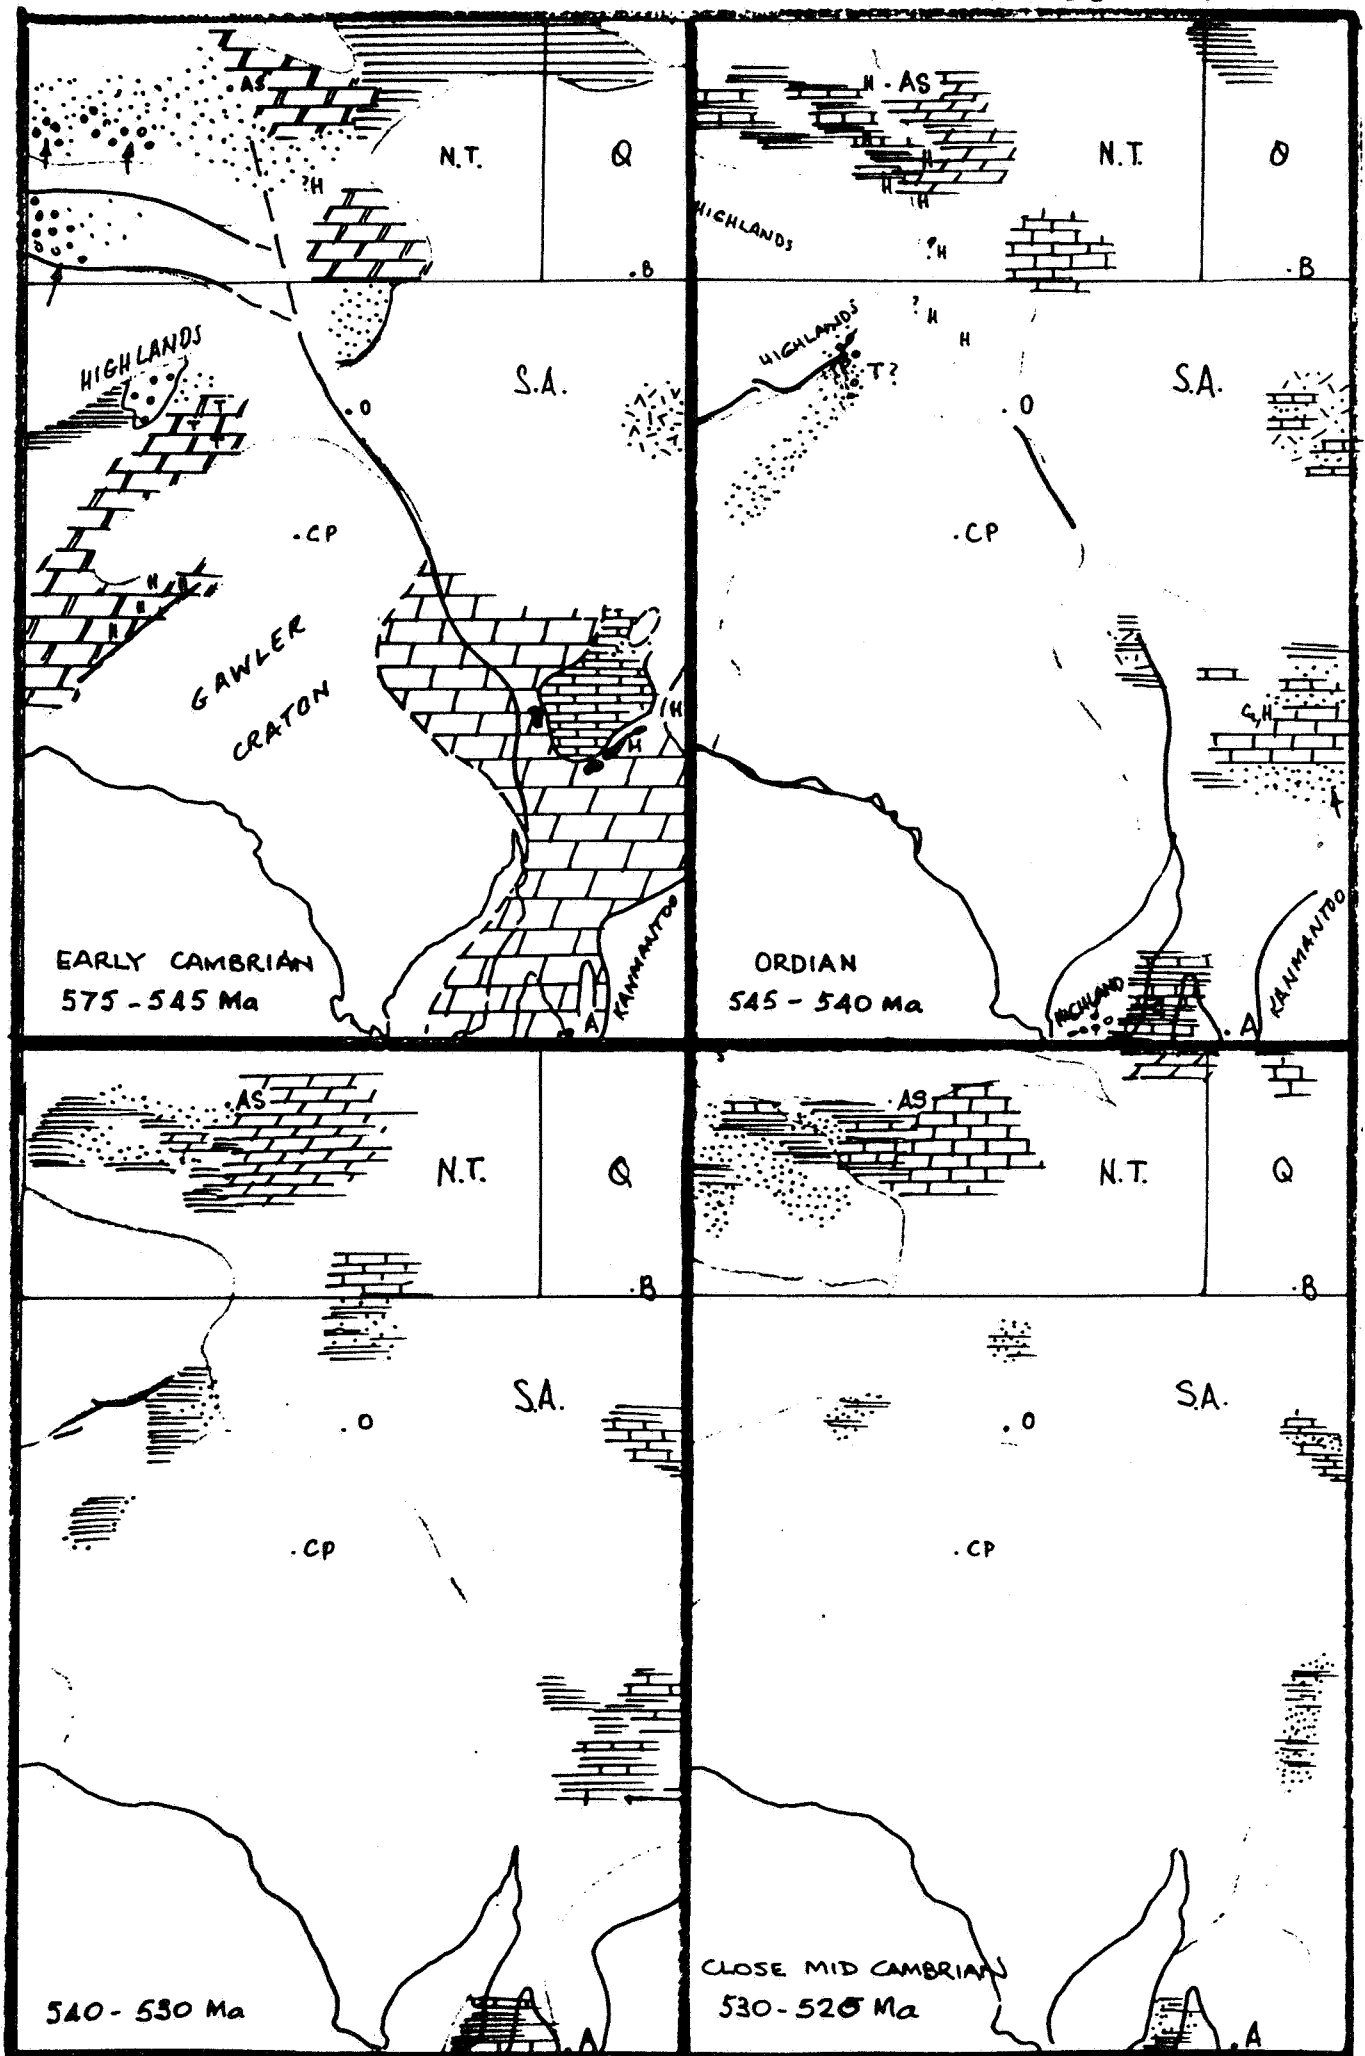 AS
N.T.
Q
?H
.B
HIGHLANDS
S.A.
.O
T
T
T
.CP
H
H
H
H
GAWLER
CRATON
T
H
H
EARLY CAMBRIAN
575-545 Ma
KANMANTOO
A
H . AS
N.T.
Q
H
H
H
H
HIGHLANDS
?H
.B
?
H
H
HIGHLANDS
T?
S.A.
.O
.CP
G,H
ORDIAN
545 - 540 Ma
HIGHLAND
.A
KANMANTOO
AS
N.T.
Q
.B
S.A.
.O
.CP
540-530 Ma
.A
AS
N.T.
Q
.B
S.A.
.O
.CP
CLOSE MID CAMBRIAN
530-520 Ma
.A